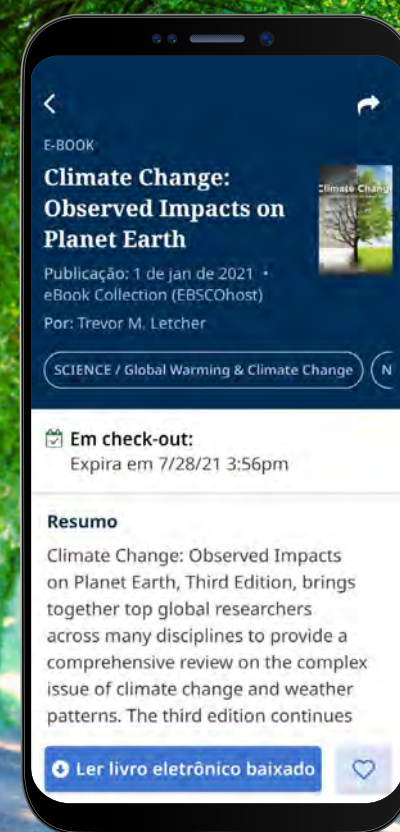 E-BOOK
Climate Change:
Observed Impacts on
Planet Earth
Climate Chang
Publicação: 1 de jan de 2021 •
eBook Collection (EBSCOhost)
Por: Trevor M. Letcher
SCIENCE / Global Warming & Climate Change
N
Em check-out:
Expira em 7/28/21 3:56pm
Resumo
Climate Change: Observed Impacts
on Planet Earth, Third Edition, brings
together top global researchers
across many disciplines to provide a
comprehensive review on the complex
issue of climate change and weather
patterns. The third edition continues
Ler livro eletrônico baixado